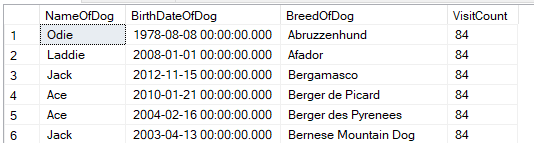 NameOfDog BirthDateOfDog BreedOfDog VisitCount
1 Odie 1978-08-08 00:00:00.000 Abruzzenhund 84
2 Laddie 2008-01-01 00:00:00.000 Afador 84
3 Jack 2012-11-15 00:00:00.000 Bergamasco 84
4 Ace 2010-01-21 00:00:00.000 Berger de Picard 84
5 Ace 2004-02-16 00:00:00.000 Berger des Pyrenees 84
6 Jack 2003-04-13 00:00:00.000 Bernese Mountain Dog 84